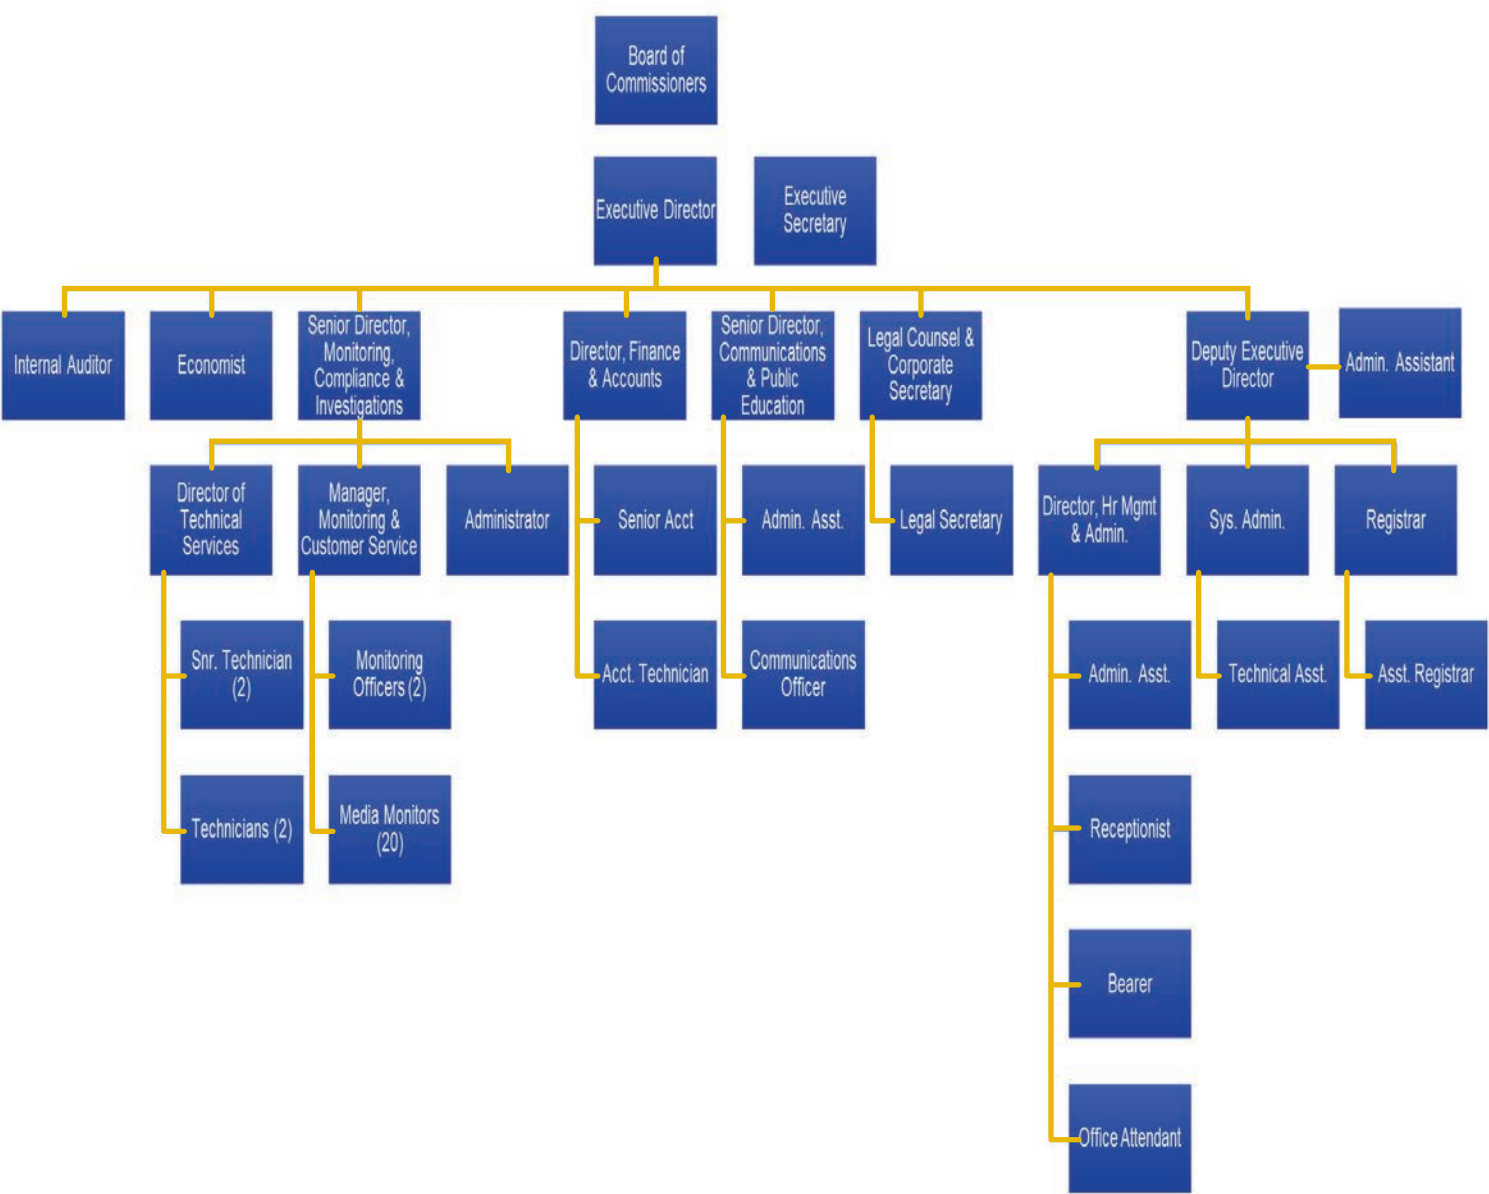 Board of
Commissioners
Executive Director
Executive
Secretary
Internal Auditor
Economist
Senior Director,
Monitoring,
Compliance &
Investigations
Director, Finance
& Accounts
Senior Director,
Communications
& Public
Education
Legal Counsel &
Corporate
Secretary
Deputy Executive
Director
Admin. Assistant
Director of
Technical
Services
Manager,
Monitoring &
Customer Service
Administrator
Senior Acct
Admin. Asst.
Legal Secretary
Director, Hr Mgmt
& Admin.
Sys. Admin.
Registrar
Snr. Technician
(2)
Monitoring
Officers (2)
Acct. Technician
Communications
Officer
Admin. Asst.
Technical Asst.
Asst. Registrar
Technicians (2)
Media Monitors
(20)
Receptionist
Bearer
Office Attendant